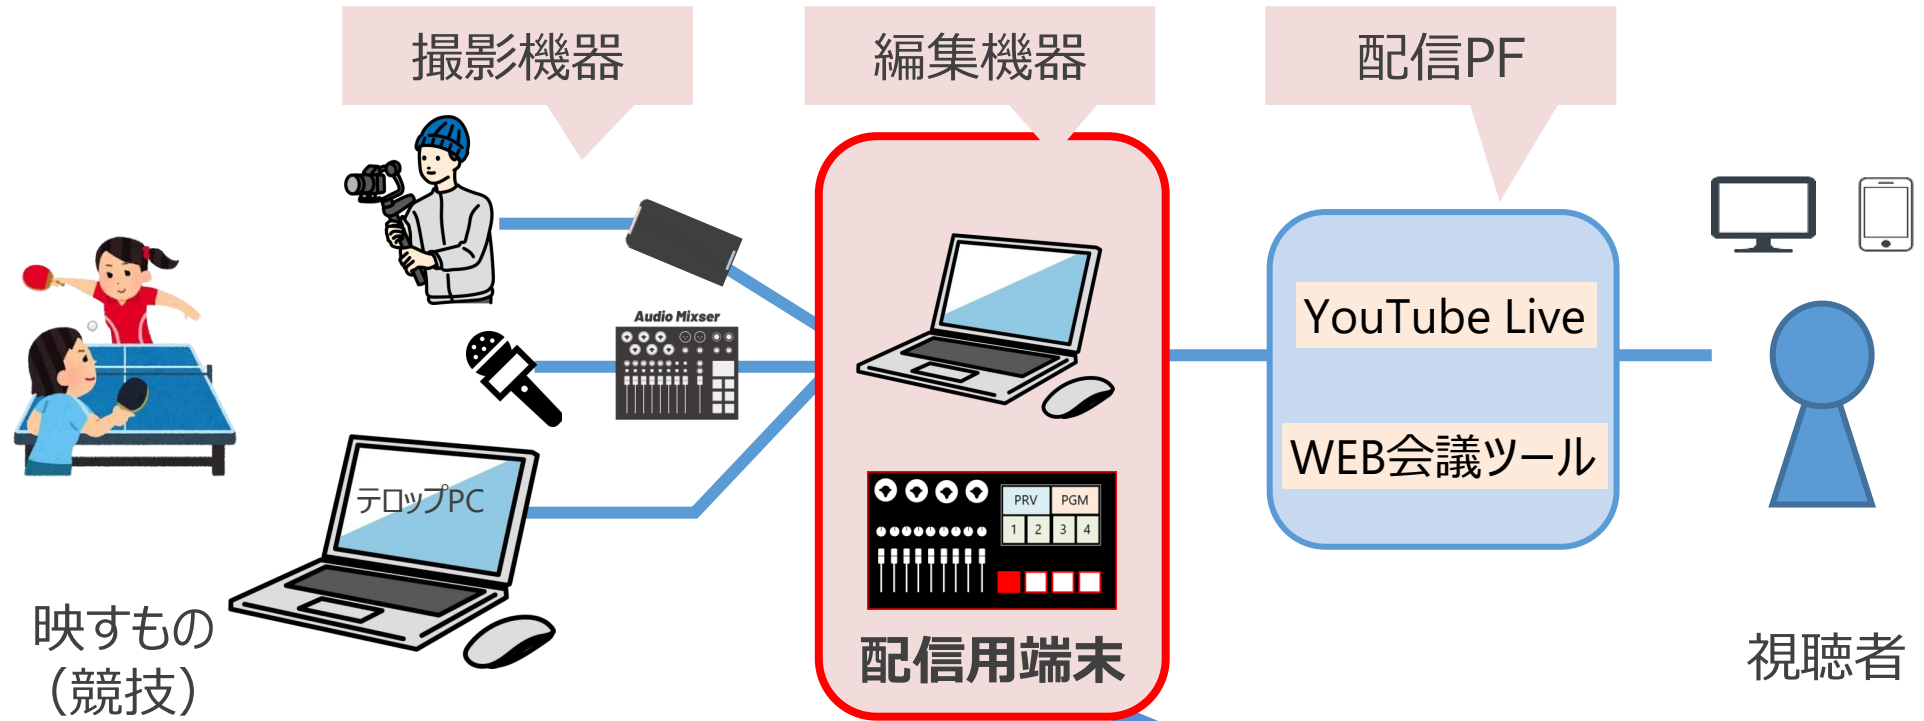 撮影機器
編集機器
配信PF
Audio Mixser
YouTube Live
WEB会議ツール
テロップPC
PRV PGM
1 2 3 4
配信用端末
映すもの
（競技）
視聴者